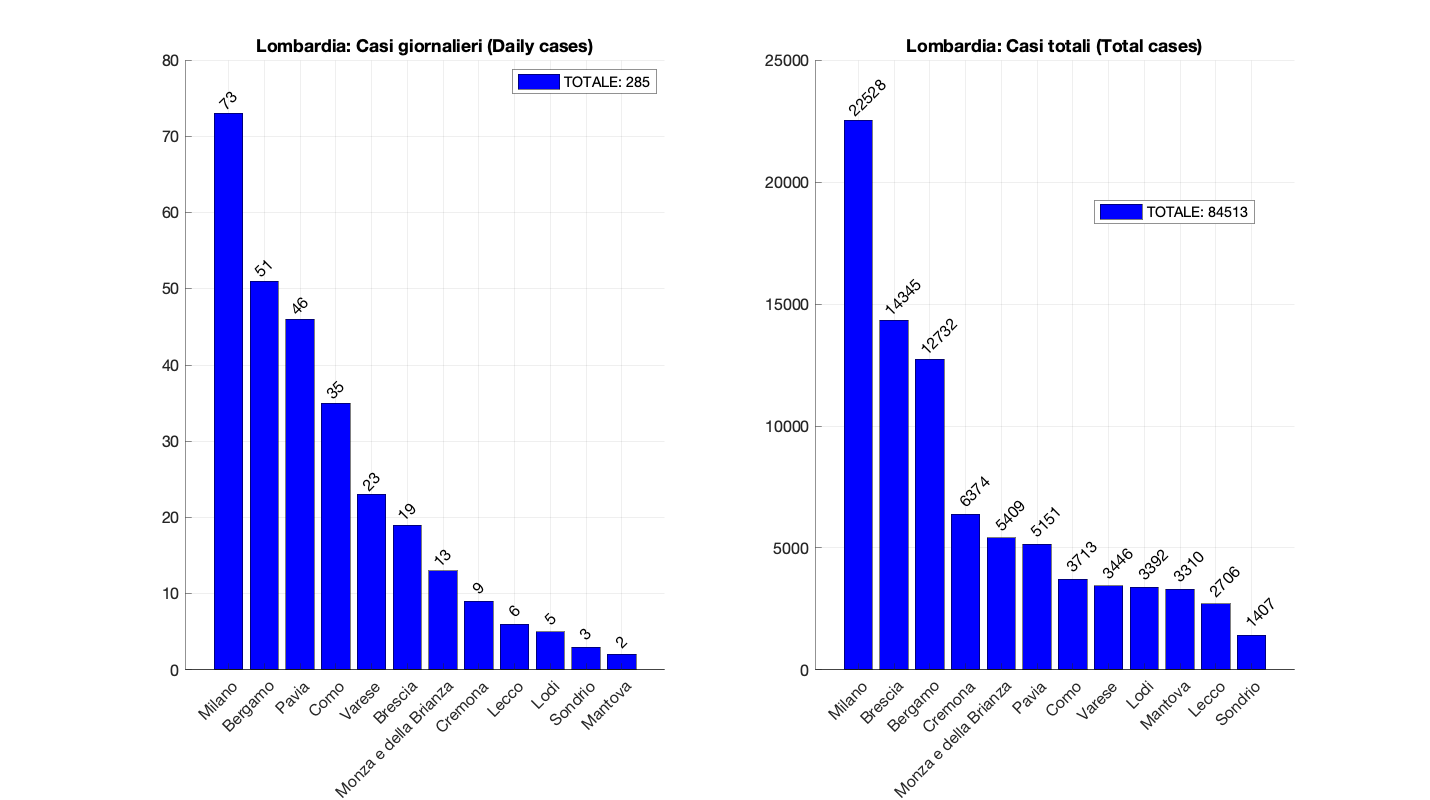 Lombardia: Casi giornalieri (Daily cases)
80
70
60
50
40
30
20
10
0
TOTALE: 285
73
51
46
35
23
19
13
9
6
5
3
2
Milano
Bergamo
Pavia
Como
Varese
Brescia
Monza e della Brianza
Cremona
Lecco
Lodi
Sondrio
Mantova
Lombardia: Casi totali (Total cases)
25000
20000
15000
10000
5000
0
TOTALE: 84513
22528
14345
12732
6374
5409
5151
3713
3446
3392
3310
2706
1407
Milano
Brescia
Bergamo
Cremona
Monza e della Brianza
Pavia
Como
Varese
Lodi
Mantova
Lecco
Sondrio